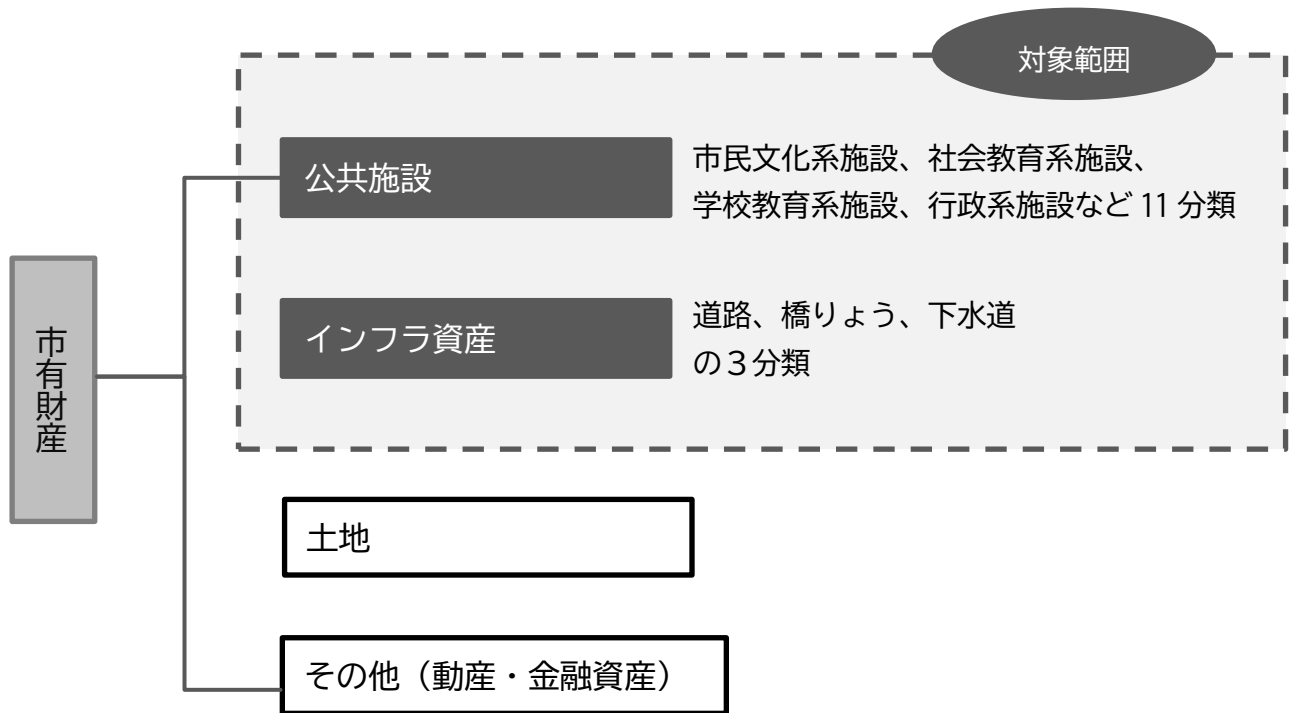 対象範囲
公共施設
市民文化系施設、社会教育系施設、
学校教育系施設、行政系施設など 11 分類
市有財産
インフラ資産
道路、橋りょう、下水道
の３分類
土地
その他（動産・金融資産）